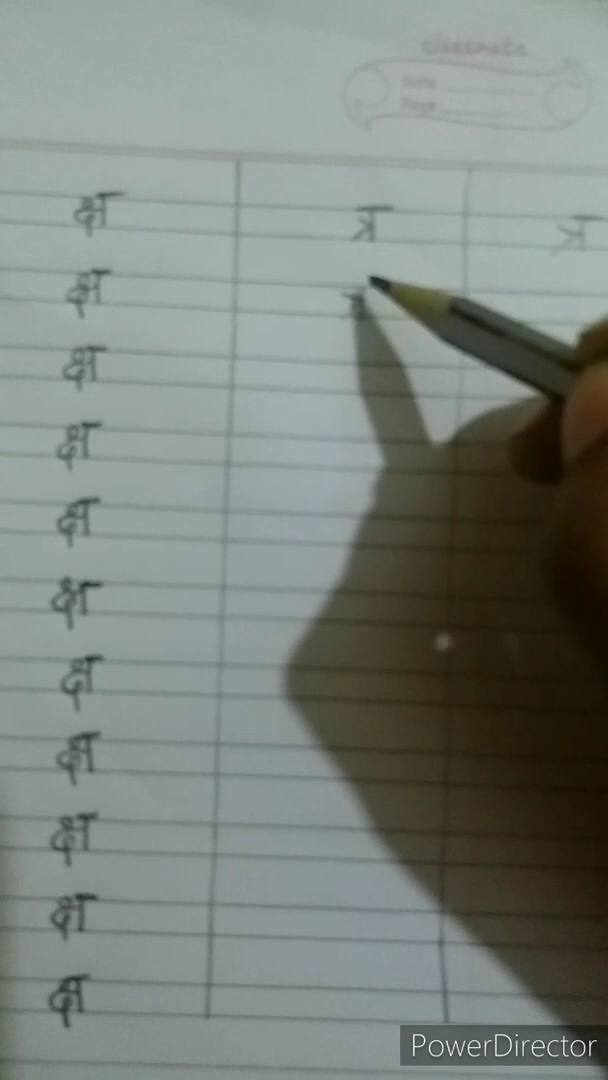 classmate
Date
Page
क्ष त्र त्र
क्ष
क्ष
क्ष
क्ष
क्ष
क्ष
क्ष
क्ष
क्ष
क्ष
PowerDirector